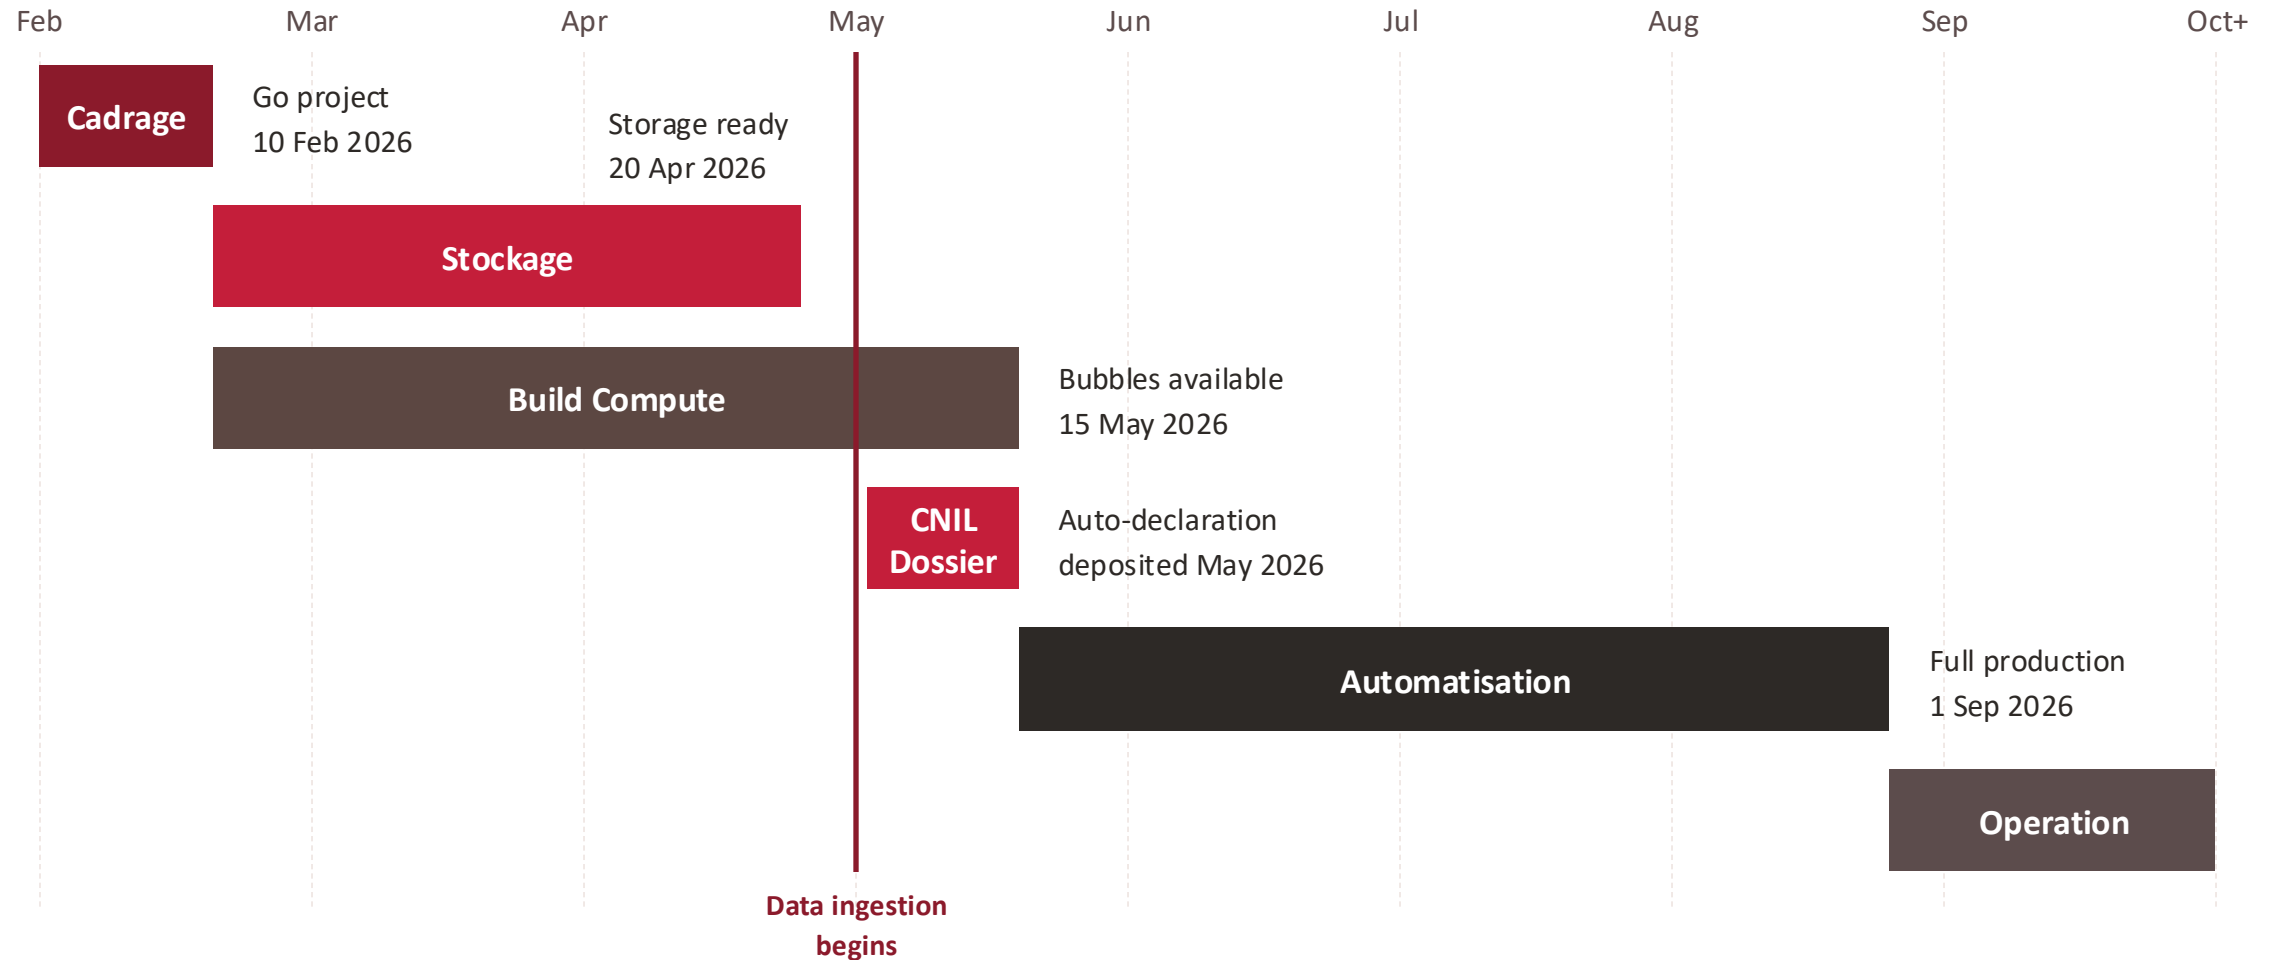 Feb Mar Apr May Jun Jul Aug Sep Oct+
Cadrage
Go project
10 Feb 2026
Storage ready
20 Apr 2026
Stockage
Build Compute
Bubbles available
15 May 2026
CNIL
Dossier
Auto-declaration
deposited May 2026
Automatisation
Full production
1 Sep 2026
Operation
Data ingestion
begins